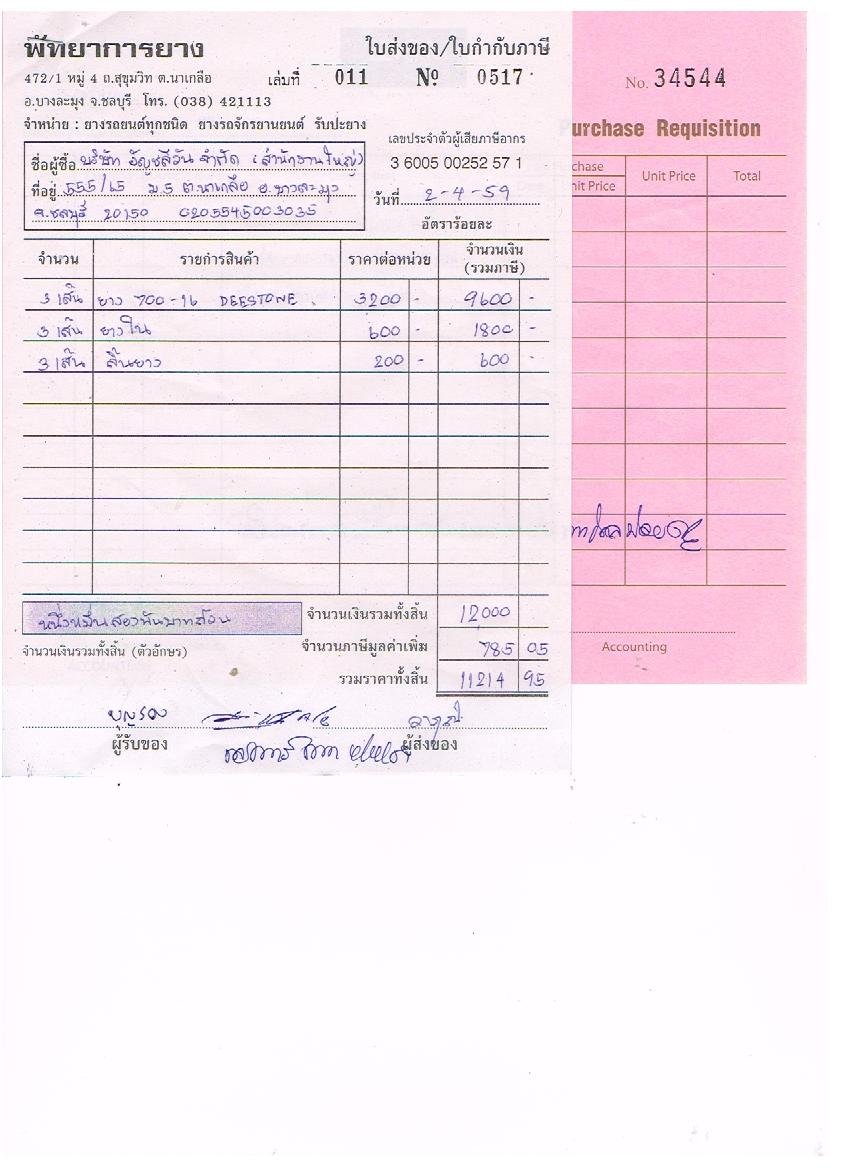 พัทยาการยาง
ใบส่งของ/ใบกำกับภาษี
472/1 หมู่ 4 ถ.สุขุมวิท ต.นาเกลือ
เล่มที่ 011 № 0517
อ.บางละมุง จ.ชลบุรี โทร. (038) 421113
จำหน่าย : ยางรถยนต์ทุกชนิด ยางรถจักรยานยนต์ รับปะยาง
เลขประจำตัวผู้เสียภาษีอากร
3 6005 00252 57 1
ชื่อผู้ซื้อ บริษัท อัญชลีวัน จำกัด (สำนักงานใหญ่)
ที่อยู่ 555/65 ม.5 ต.นาเกลือ อ.บางละมุง
จ.ชลบุรี 20150 0205545003035
วันที่ 2-4-59
อัตราร้อยละ
จำนวน รายการสินค้า ราคาต่อหน่วย จำนวนเงิน
(รวมภาษี)
3 เส้น ยาง 700-16 DEESTONE 3200 - 9600 -
3 เส้น ยางใน 600 - 1800 -
3 เส้น ลิ้นยาง 200 - 600 -
หนึ่งหมื่นสองพันบาทถ้วน
จำนวนเงินรวมทั้งสิ้น 12000
จำนวนเงินรวมทั้งสิ้น (ตัวอักษร)
จำนวนภาษีมูลค่าเพิ่ม 785 05
รวมราคาทั้งสิ้น 11214 95
ผู้รับของ
ผู้ส่งของ
No. 34544
urchase Requisition
chase
nit Price
Unit Price
Total
Accounting